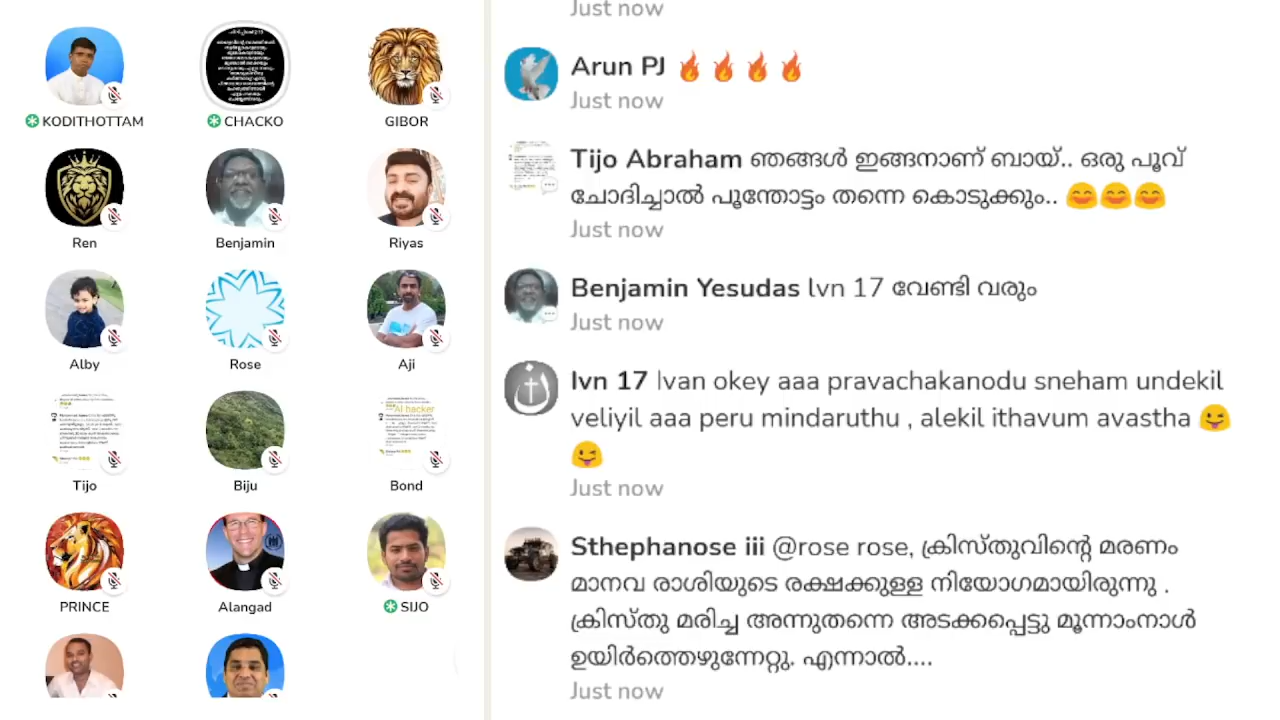 KODITHOTTAM
CHACKO
GIBOR
Ren
Benjamin
Riyas
Alby
Rose
Aji
Tijo
Biju
AI hacker
Bond
PRINCE
Alangad
SIJO
Just now
Arun PJ 🔥🔥🔥🔥
Just now
Tijo Abraham ഞങ്ങൾ ഇങ്ങനാണ് ബായ്.. ഒരു പൂവ്
ചോദിച്ചാൽ പൂന്തോട്ടം തന്നെ കൊടുക്കും.. 😊😊😊
Just now
Benjamin Yesudas lvn 17 വേണ്ടി വരും
Just now
lvn 17 Ivan okey aaa pravachakanodu sneham undekil
veliyil aaa peru mindaruthu , alekil ithavum avastha 😜
😜
Just now
Sthephanose iii @rose rose, ക്രിസ്തുവിന്റെ മരണം
മാനവ രാശിയുടെ രക്ഷക്കുള്ള നിയോഗമായിരുന്നു .
ക്രിസ്തു മരിച്ച അന്നുതന്നെ അടക്കപ്പെട്ടു മൂന്നാംനാൾ
ഉയിർത്തെഴുന്നേറ്റു. എന്നാൽ....
Just now